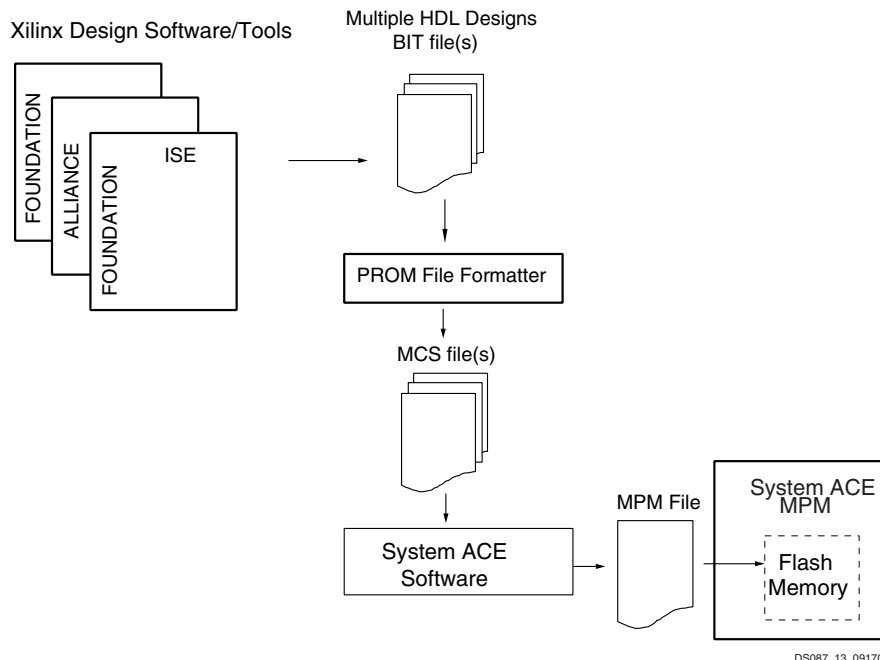 Xilinx Design Software/Tools
Multiple HDL Designs
BIT file(s)
FOUNDATION
ALLIANCE
FOUNDATION
ISE
PROM File Formatter
MCS file(s)
System ACE
Software
MPM File
System ACE
MPM
Flash
Memory